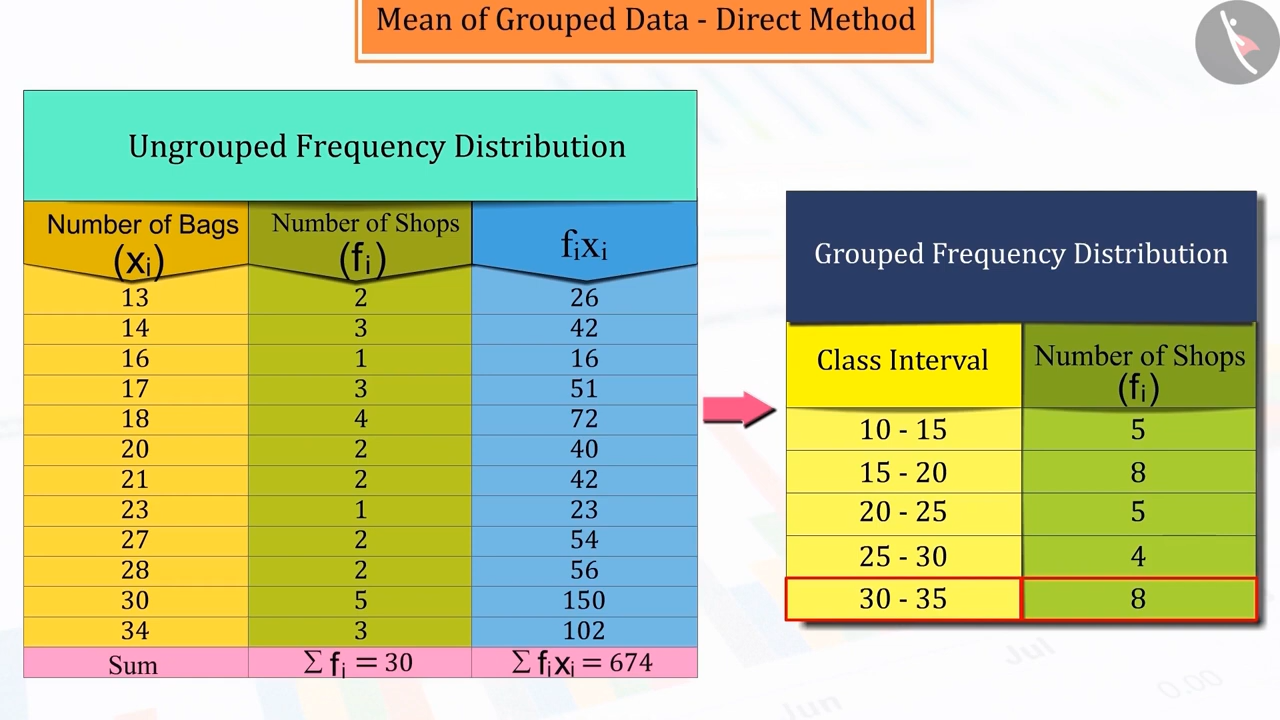 Mean of Grouped Data - Direct Method
Ungrouped Frequency Distribution
Number of Bags (xᵢ) Number of Shops (fᵢ) fᵢxᵢ
13 2 26
14 3 42
16 1 16
17 3 51
18 4 72
20 2 40
21 2 42
23 1 23
27 2 54
28 2 56
30 5 150
34 3 102
Sum ∑ fᵢ = 30 ∑ fᵢxᵢ = 674
Grouped Frequency Distribution
Class Interval Number of Shops (fᵢ)
10 - 15 5
15 - 20 8
20 - 25 5
25 - 30 4
30 - 35 8
Jul
Jun
0.00